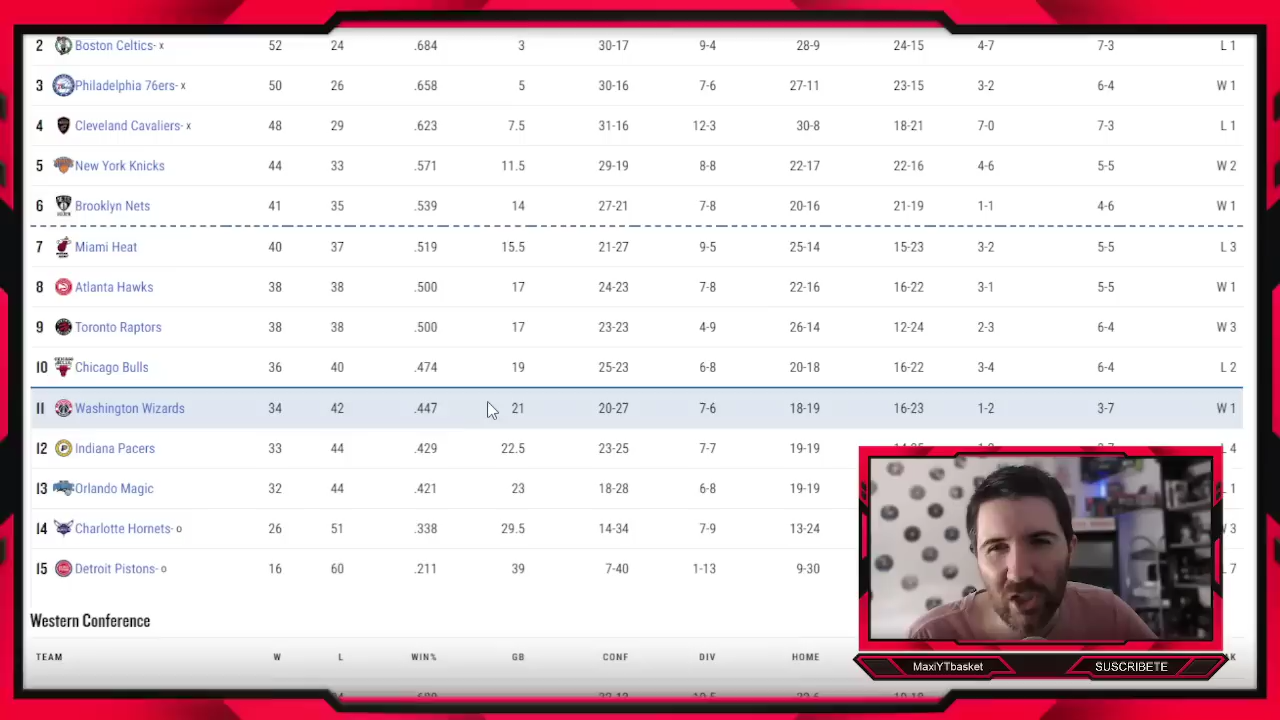 2 Boston Celtics- x 52 24 .684 3 30-17 9-4 28-9 24-15 4-7 7-3 L 1
3 Philadelphia 76ers- x 50 26 .658 5 30-16 7-6 27-11 23-15 3-2 6-4 W 1
4 Cleveland Cavaliers- x 48 29 .623 7.5 31-16 12-3 30-8 18-21 7-0 7-3 L 1
5 New York Knicks 44 33 .571 11.5 29-19 8-8 22-17 22-16 4-6 5-5 W 2
6 Brooklyn Nets 41 35 .539 14 27-21 7-8 20-16 21-19 1-1 4-6 W 1
7 Miami Heat 40 37 .519 15.5 21-27 9-5 25-14 15-23 3-2 5-5 L 3
8 Atlanta Hawks 38 38 .500 17 24-23 7-8 22-16 16-22 3-1 5-5 W 1
9 Toronto Raptors 38 38 .500 17 23-23 4-9 26-14 12-24 2-3 6-4 W 3
10 Chicago Bulls 36 40 .474 19 25-23 6-8 20-18 16-22 3-4 6-4 L 2
11 Washington Wizards 34 42 .447 21 20-27 7-6 18-19 16-23 1-2 3-7 W 1
12 Indiana Pacers 33 44 .429 22.5 23-25 7-7 19-19 L 4
13 Orlando Magic 32 44 .421 23 18-28 6-8 19-19 1
14 Charlotte Hornets- o 26 51 .338 29.5 14-34 7-9 13-24 3
15 Detroit Pistons- o 16 60 .211 39 7-40 1-13 9-30 L 7
Western Conference
TEAM W L WIN% GB CONF DIV HOME
MaxiYTbasket SUSCRIBETE